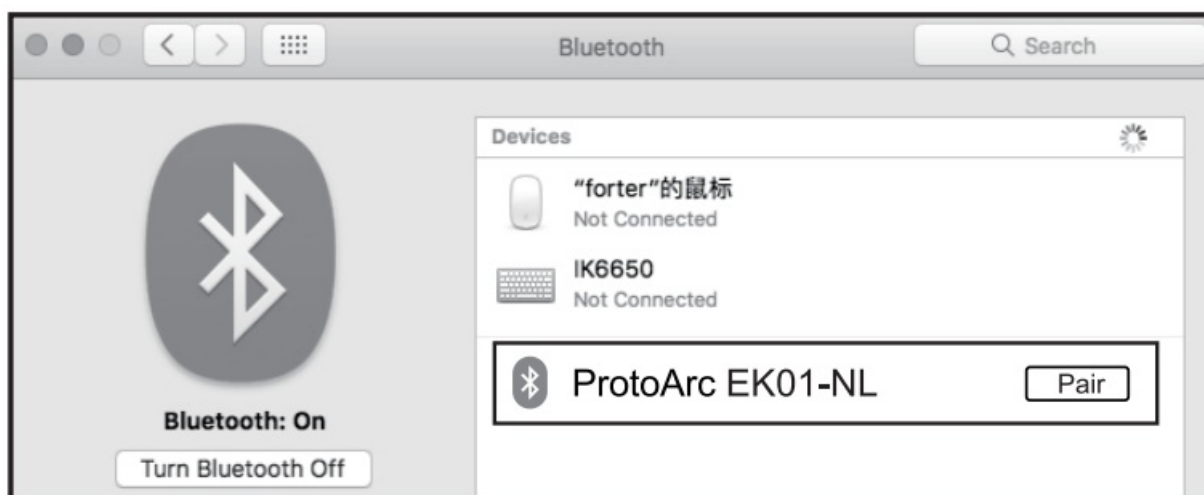 Bluetooth
Search
Devices
“forter”的鼠标
Not Connected
IK6650
Not Connected
ProtoArc EK01-NL
Pair
Bluetooth: On
Turn Bluetooth Off